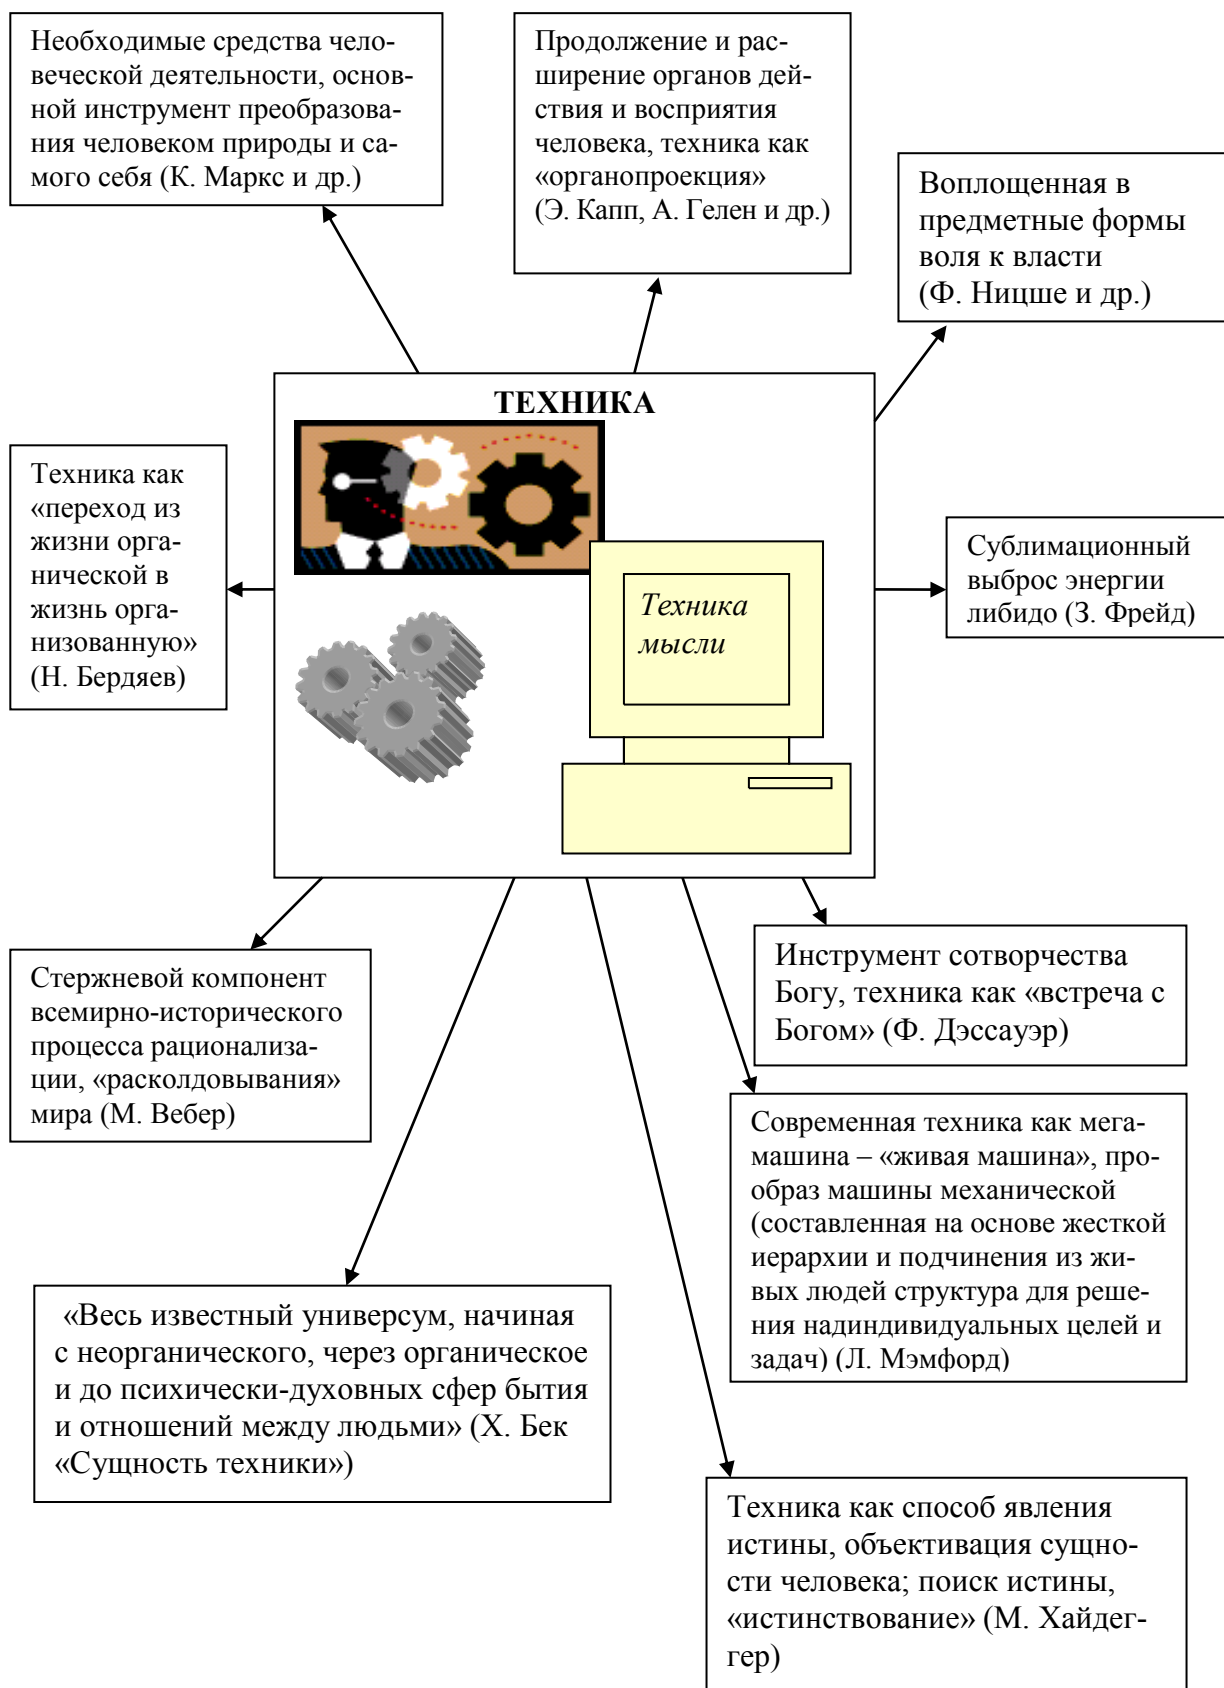 Необходимые средства чело-
веческой деятельности, основ-
ной инструмент преобразова-
ния человеком природы и са-
мого себя (К. Маркс и др.)
Продолжение и рас-
ширение органов дей-
ствия и восприятия
человека, техника как
«органопроекция»
(Э. Капп, А. Гелен и др.)
Воплощенная в
предметные формы
воля к власти
(Ф. Ницше и др.)
ТЕХНИКА
Техника как
«переход из
жизни орга-
нической в
жизнь орга-
низованную»
(Н. Бердяев)
Техника
мысли
Сублимационный
выброс энергии
либидо (З. Фрейд)
Стержневой компонент
всемирно-исторического
процесса рационализа-
ции, «расколдовывания»
мира (М. Вебер)
Инструмент сотворчества
Богу, техника как «встреча с
Богом» (Ф. Дэссауэр)
Современная техника как мега-
машина – «живая машина», про-
образ машины механической
(составленная на основе жесткой
иерархии и подчинения из жи-
вых людей структура для реше-
ния надиндивидуальных целей и
задач) (Л. Мэмфорд)
«Весь известный универсум, начиная
с неорганического, через органическое
и до психически-духовных сфер бытия
и отношений между людьми» (Х. Бек
«Сущность техники»)
Техника как способ явления
истины, объективация сущно-
сти человека; поиск истины,
«истинствование» (М. Хайдег-
гер)